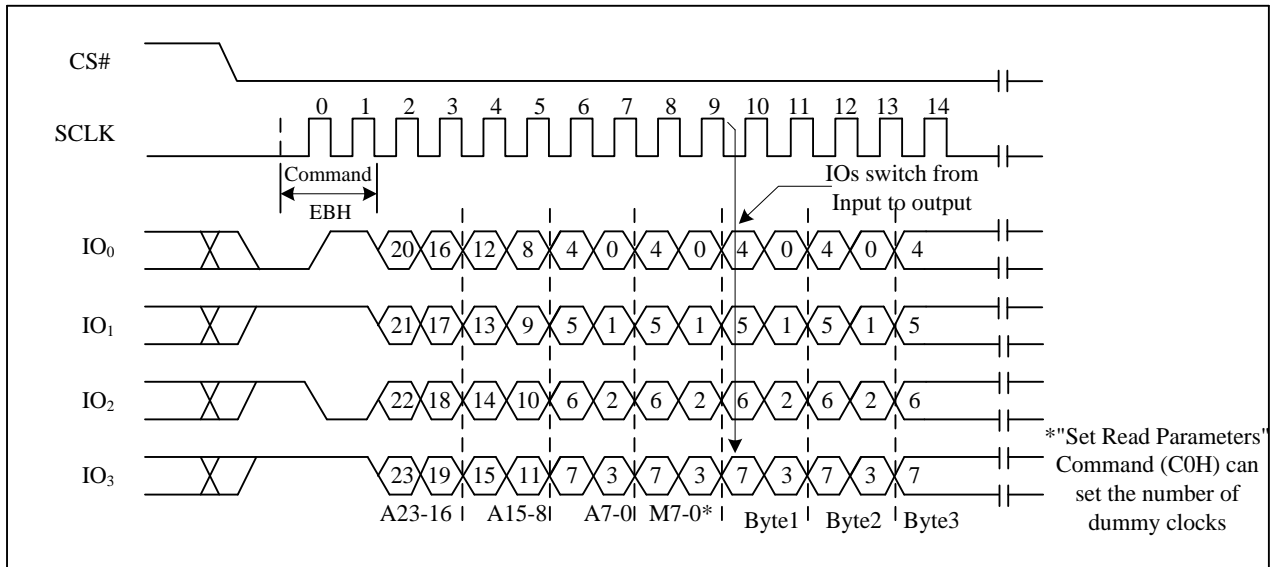 CS#
0 1 2 3 4 5 6 7 8 9 10 11 12 13 14
SCLK
Command
EBH
IOs switch from
Input to output
IO0 20 16 12 8 4 0 4 0 4 0 4 0 4
IO1 21 17 13 9 5 1 5 1 5 1 5 1 5
IO2 22 18 14 10 6 2 6 2 6 2 6 2 6
IO3 23 19 15 11 7 3 7 3 7 3 7 3 7
A23-16 A15-8 A7-0 M7-0* Byte1 Byte2 Byte3
*"Set Read Parameters"
Command (C0H) can
set the number of
dummy clocks